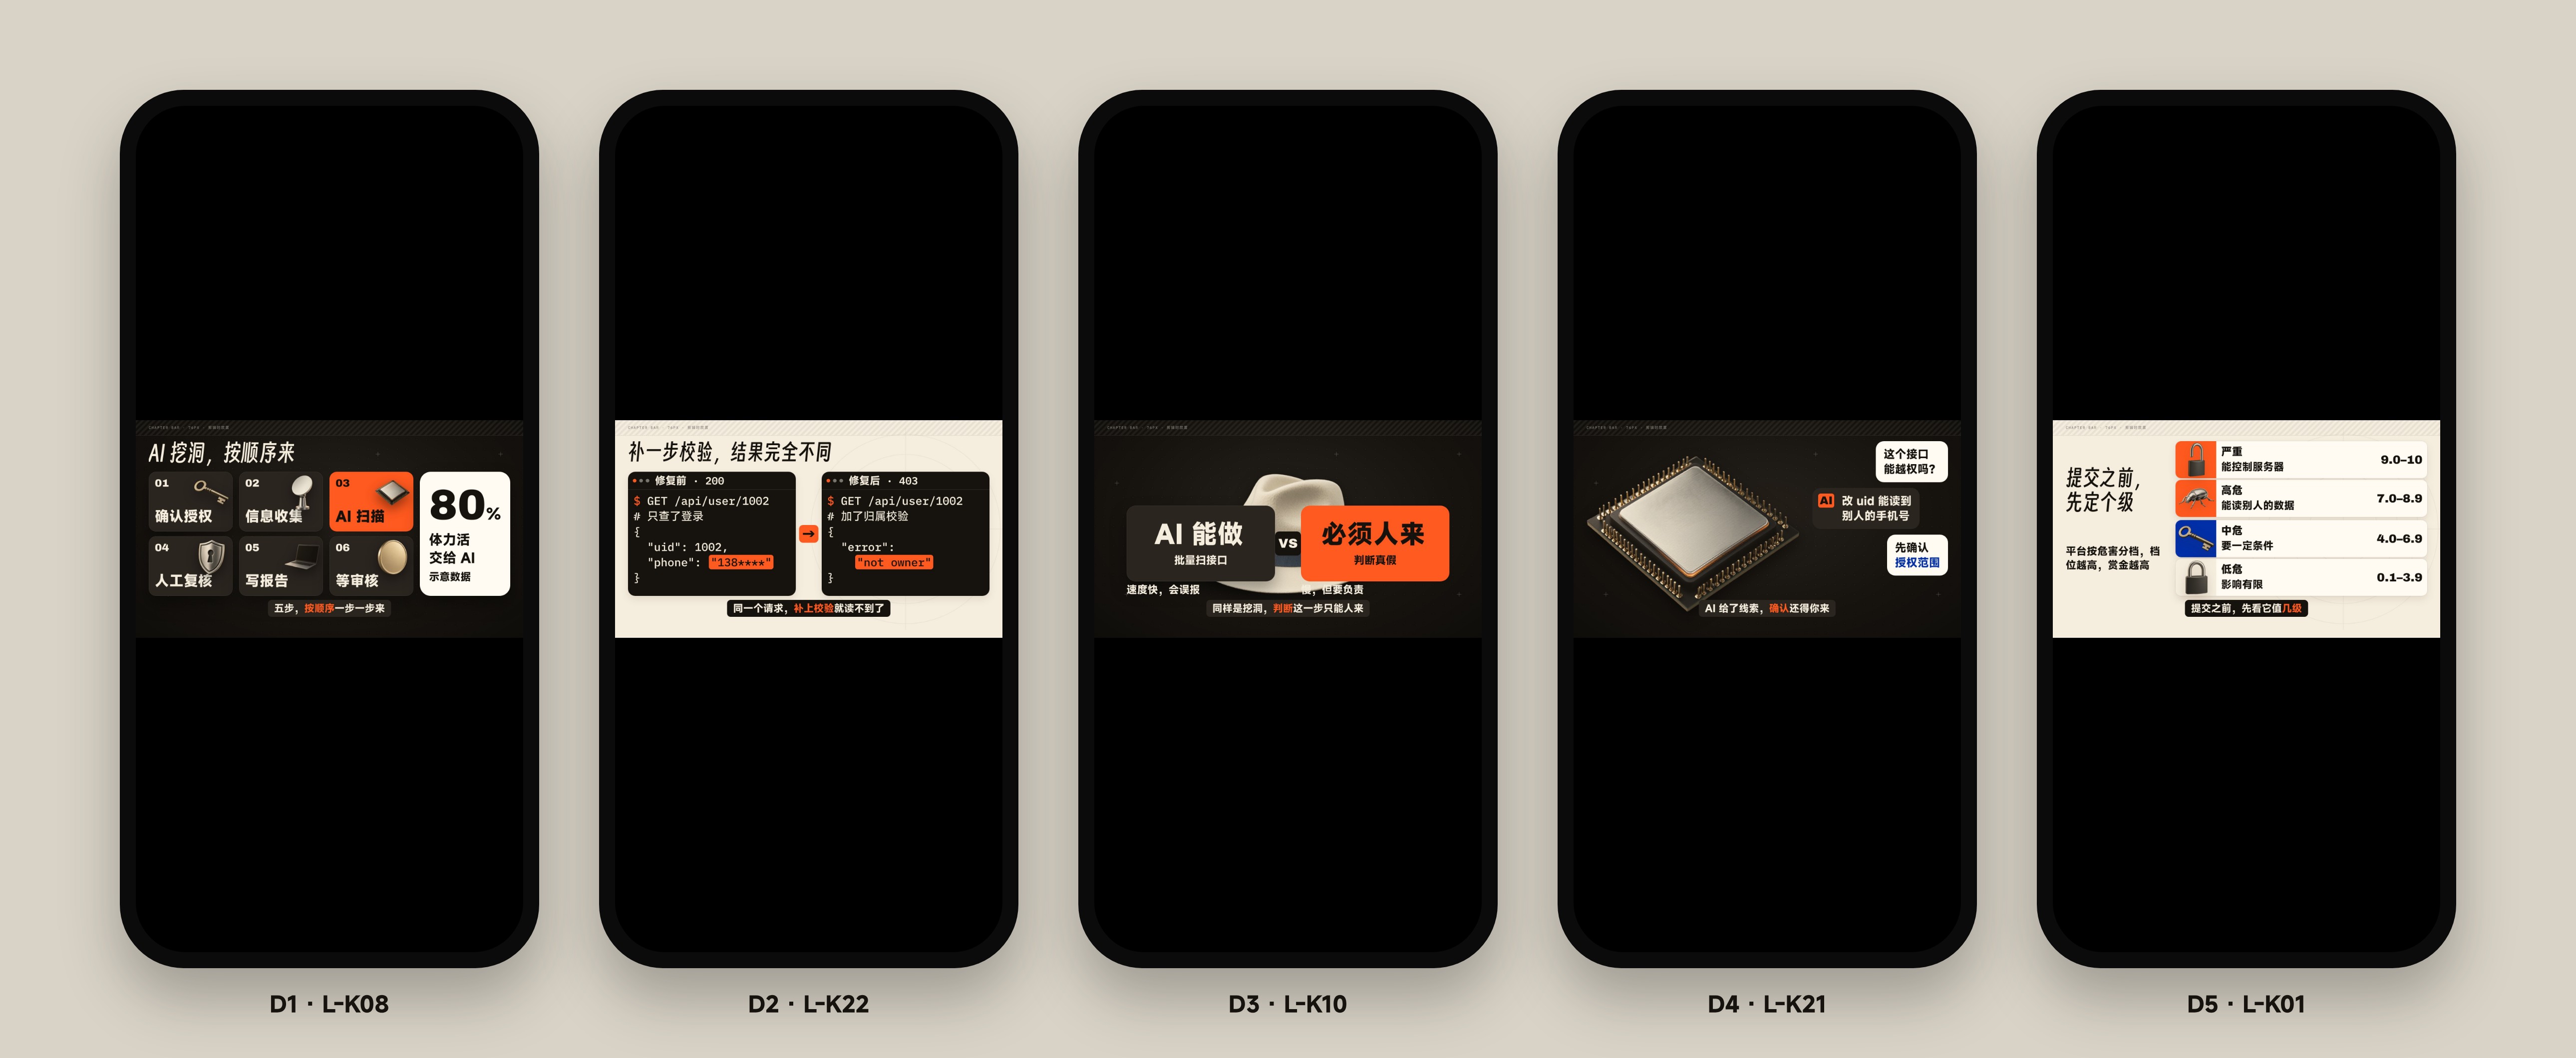 AI 挖洞，按顺序来
01
确认授权
02
信息收集
03
AI 扫描
04
人工复核
05
写报告
06
等审核
80%
体力活
交给 AI
示意数据
五步，按顺序一步一步来
D1 · L-K08
补一步校验，结果完全不同
修复前 · 200
$ GET /api/user/1002
# 只查了登录
{
"uid": 1002,
"phone": "138****"
}
→
修复后 · 403
$ GET /api/user/1002
# 加了归属校验
{
"error":
"not owner"
}
同一个请求，补上校验就读不到了
D2 · L-K22
AI 能做
批量扫接口
VS
必须人来
判断真假
速度快，会误报
慢，但要负责
同样是挖洞，判断这一步只能人来
D3 · L-K10
这个接口
能越权吗？
AI 改 uid 能读到
别人的手机号
先确认
授权范围
AI 给了线索，确认还得你来
D4 · L-K21
提交之前，
先定个级
平台按危害分档，档
位越高，赏金越高
严重
能控制服务器
9.0–10
高危
能读别人的数据
7.0–8.9
中危
要一定条件
4.0–6.9
低危
影响有限
0.1–3.9
提交之前，先看它值几级
D5 · L-K01